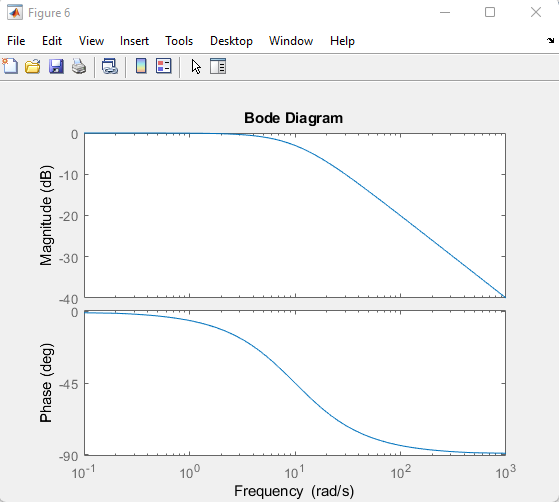 Figure 6
File Edit View Insert Tools Desktop Window Help
Bode Diagram
Magnitude (dB)
0
-10
-20
-30
-40
Phase (deg)
0
-45
-90
10^-1 10^0 10^1 10^2 10^3
Frequency (rad/s)